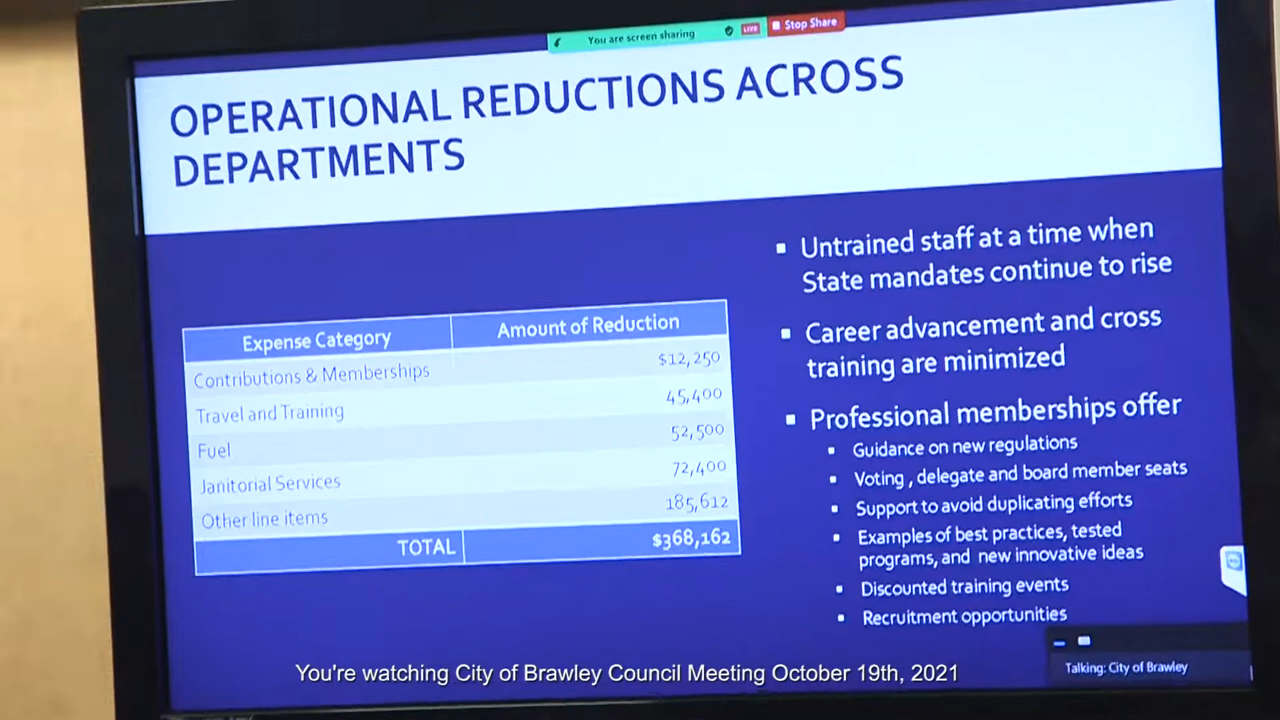 You are screen sharing
LIVE
Stop Share
OPERATIONAL REDUCTIONS ACROSS
DEPARTMENTS
Expense Category Amount of Reduction
Contributions & Memberships $12,250
Travel and Training 45,400
Fuel 52,500
Janitorial Services 72,400
Other line items 185,612
TOTAL $368,162
Untrained staff at a time when
State mandates continue to rise
Career advancement and cross
training are minimized
Professional memberships offer
Guidance on new regulations
Voting , delegate and board member seats
Support to avoid duplicating efforts
Examples of best practices, tested
programs, and new innovative ideas
Discounted training events
Recruitment opportunities
Talking: City of Brawley
You're watching City of Brawley Council Meeting October 19th, 2021